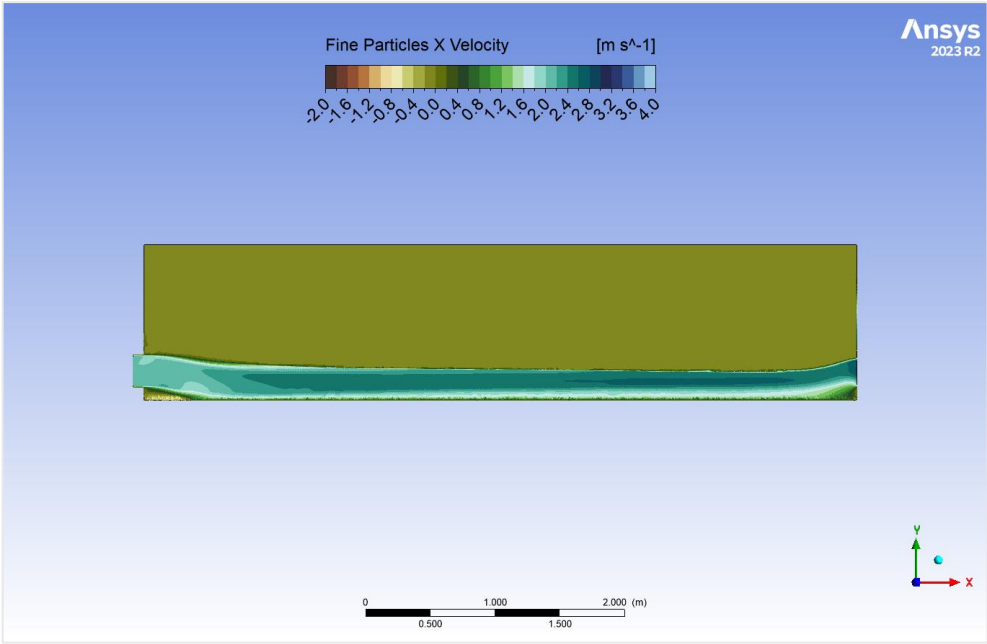 Ansys
2023 R2
Fine Particles X Velocity [m s^-1]
-2.0 -1.6 -1.2 -0.8 -0.4 0.0 0.4 0.8 1.2 1.6 2.0 2.4 2.8 3.2 3.6 4.0
Y
X
0 1.000 2.000 (m)
0.500 1.500